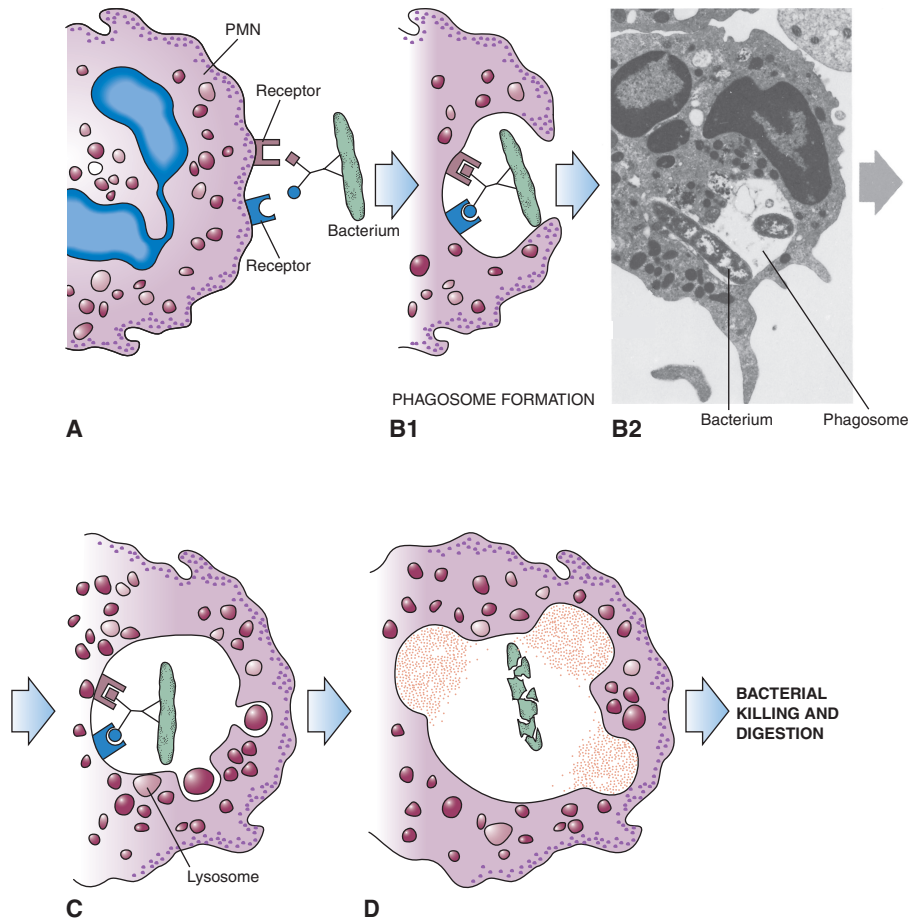 PMN
Receptor
Bacterium
Receptor
PHAGOSOME FORMATION
A
B1
B2
Bacterium
Phagosome
Lysosome
BACTERIAL
KILLING AND
DIGESTION
C
D